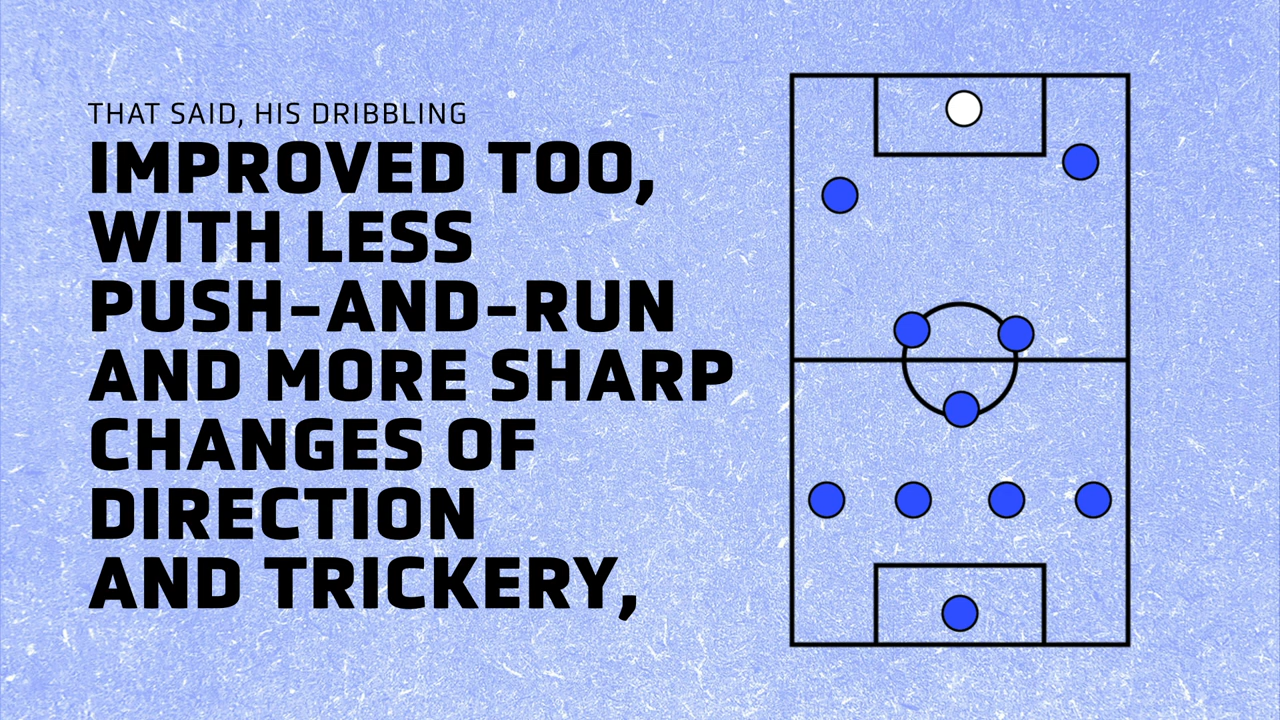 THAT SAID, HIS DRIBBLING
IMPROVED TOO,
WITH LESS
PUSH-AND-RUN
AND MORE SHARP
CHANGES OF
DIRECTION
AND TRICKERY,